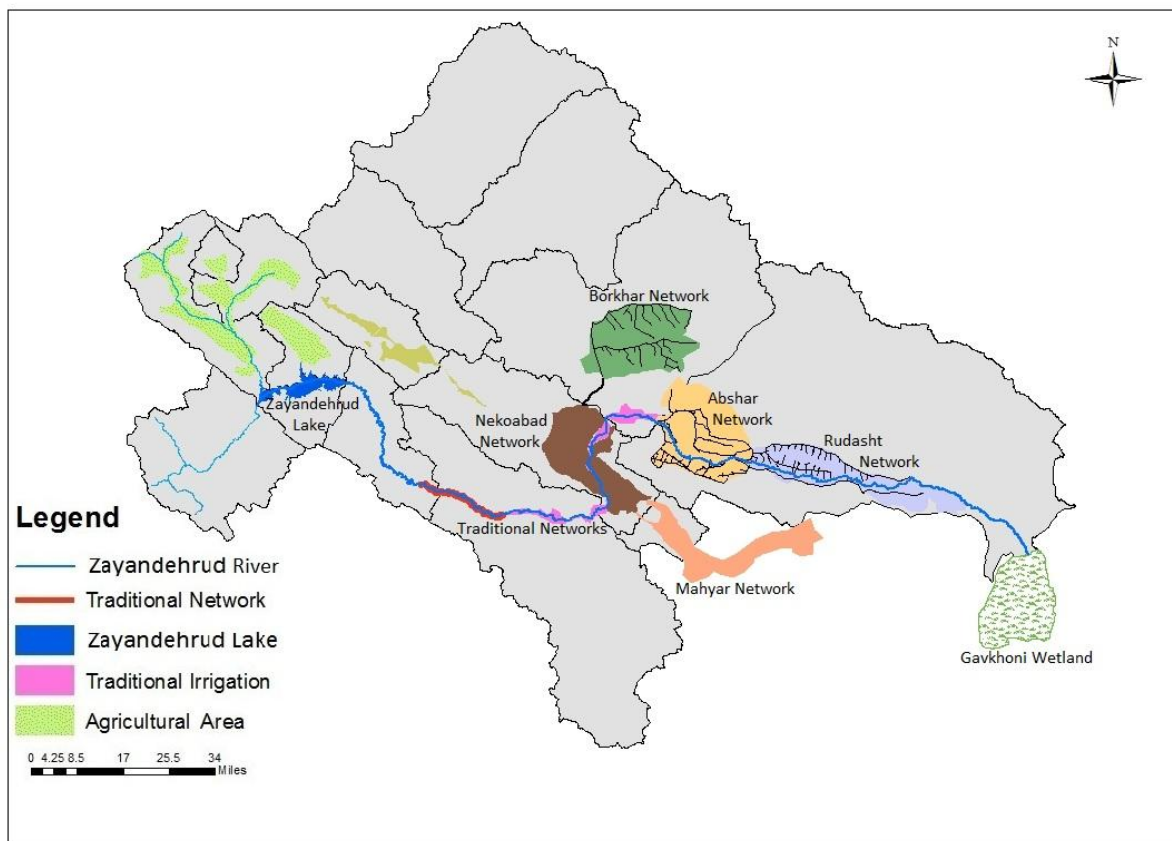 N
Borkhar Network
Zayandehrud
Lake
Nekoabad
Network
Abshar
Network
Rudasht
Network
Traditional Networks
Mahyar Network
Gavkhoni Wetland
Legend
Zayandehrud River
Traditional Network
Zayandehrud Lake
Traditional Irrigation
Agricultural Area
0 4.25 8.5 17 25.5 34
Miles